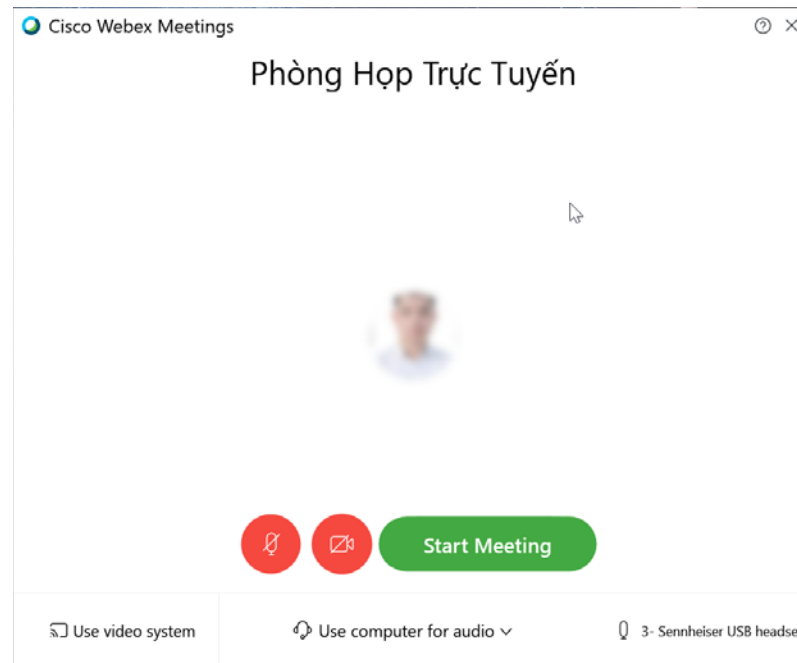 Cisco Webex Meetings
Phòng Họp Trực Tuyến
Start Meeting
Use video system
Use computer for audio
3- Sennheiser USB headse